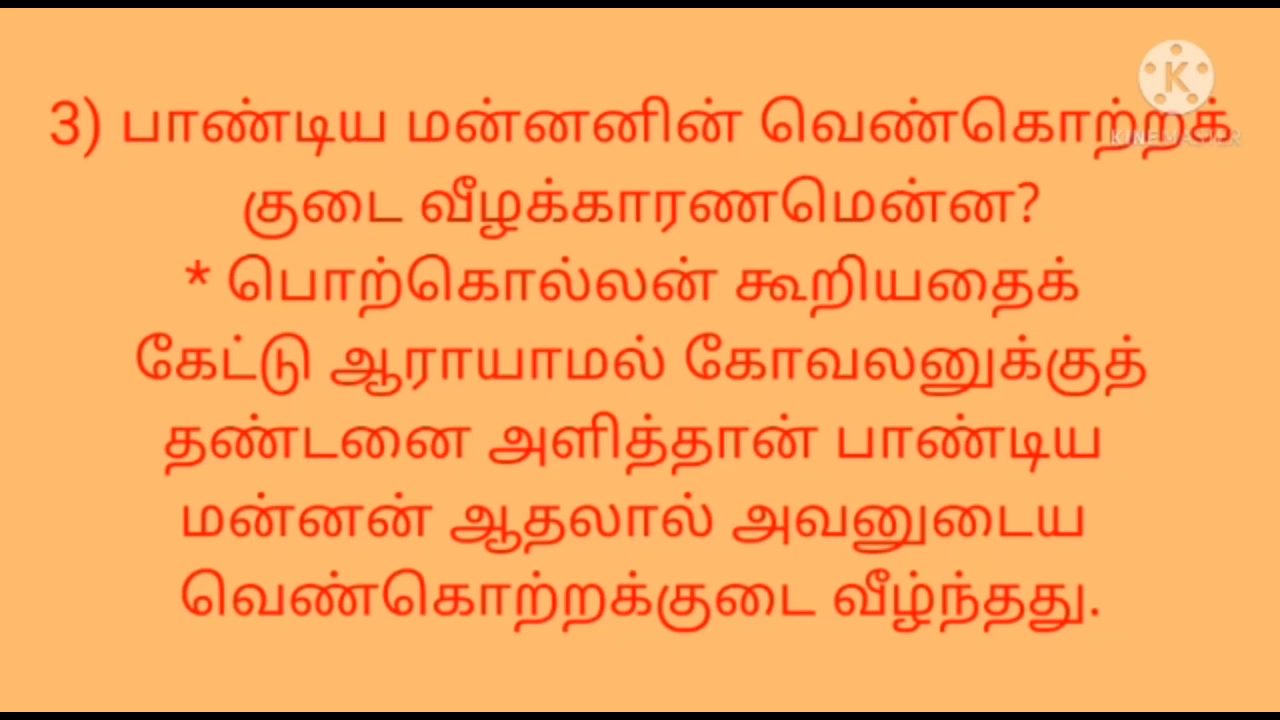 3) பாண்டிய மன்னனின் வெண்கொற்றக்
குடை வீழக்காரணமென்ன?
* பொற்கொல்லன் கூறியதைக்
கேட்டு ஆராயாமல் கோவலனுக்குத்
தண்டனை அளித்தான் பாண்டிய
மன்னன் ஆதலால் அவனுடைய
வெண்கொற்றக்குடை வீழ்ந்தது.
K
KINEMASTER